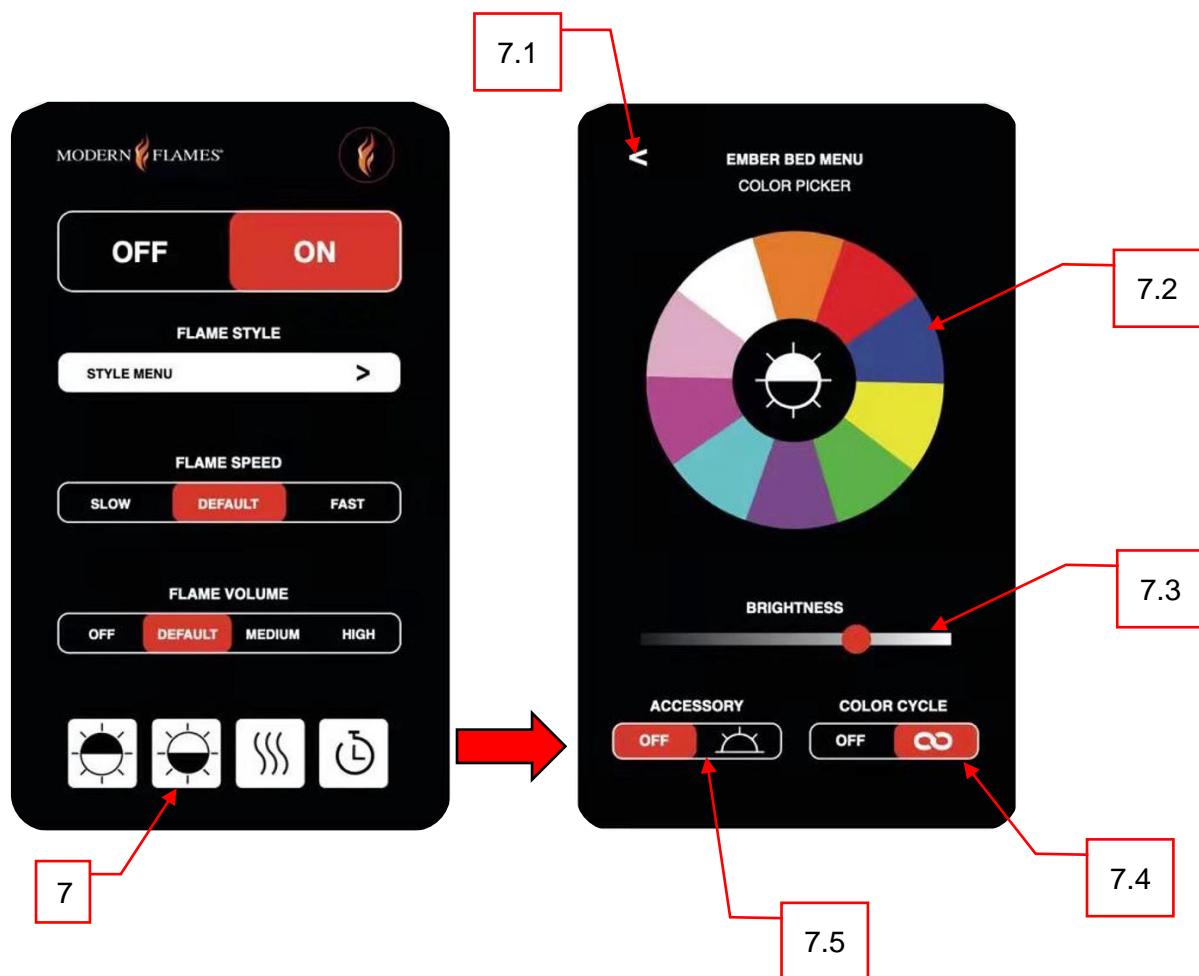 7.1
MODERN FLAMES®
OFF ON
FLAME STYLE
STYLE MENU >
FLAME SPEED
SLOW DEFAULT FAST
FLAME VOLUME
OFF DEFAULT MEDIUM HIGH
7
<
EMBER BED MENU
COLOR PICKER
7.2
BRIGHTNESS
7.3
ACCESSORY COLOR CYCLE
OFF OFF
7.4
7.5